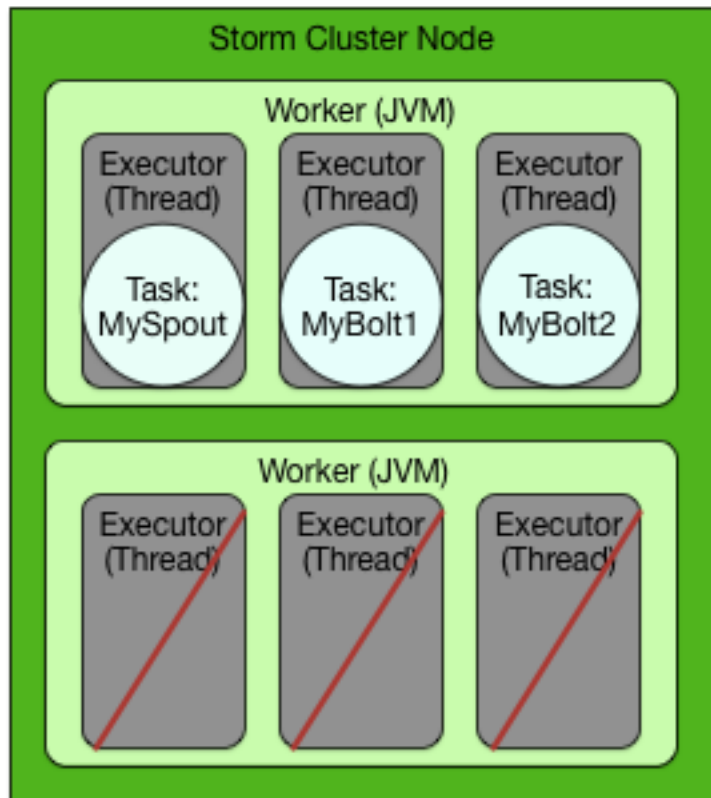 Storm Cluster Node
Worker (JVM)
Executor
(Thread)
Task:
MySpout
Executor
(Thread)
Task:
MyBolt1
Executor
(Thread)
Task:
MyBolt2
Worker (JVM)
Executor
(Thread)
Executor
(Thread)
Executor
(Thread)